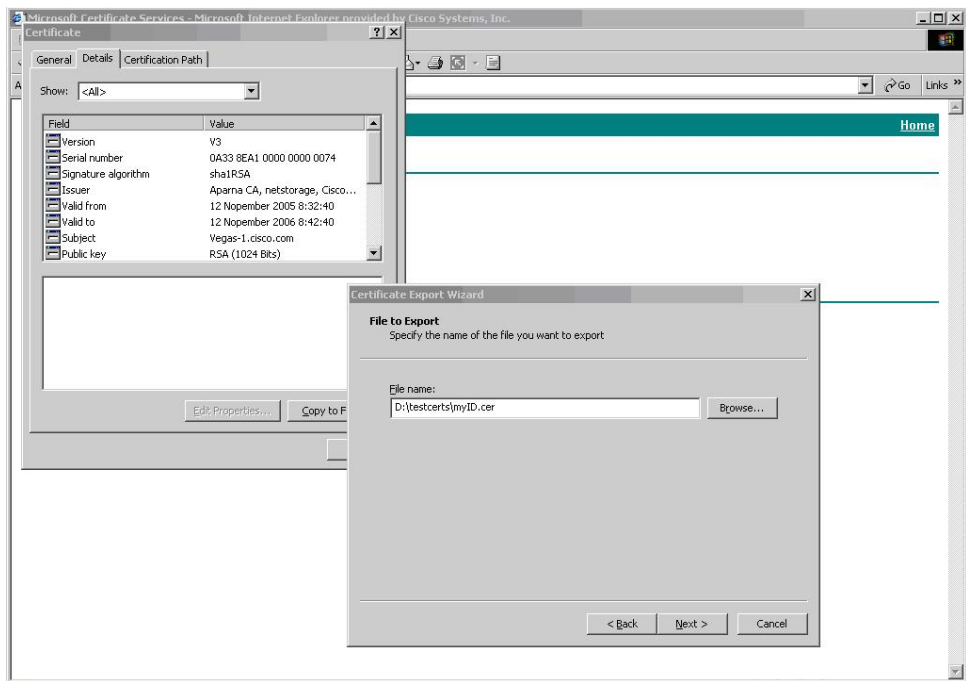 Microsoft Certificate Services - Microsoft Internet Explorer provided by Cisco Systems, Inc.
Certificate
General
Details
Certification Path
Show:
<All>
Go
Links »
Home
Field Value
Version V3
Serial number 0A33 8EA1 0000 0000 0074
Signature algorithm sha1RSA
Issuer Aparna CA, netstorage, Cisco...
Valid from 12 Nopember 2005 8:32:40
Valid to 12 Nopember 2006 8:42:40
Subject Vegas-1.cisco.com
Public key RSA (1024 Bits)
Edit Properties...
Copy to F
Certificate Export Wizard
File to Export
Specify the name of the file you want to export
File name:
D:\testcerts\myID.cer
Browse...
< Back
Next >
Cancel